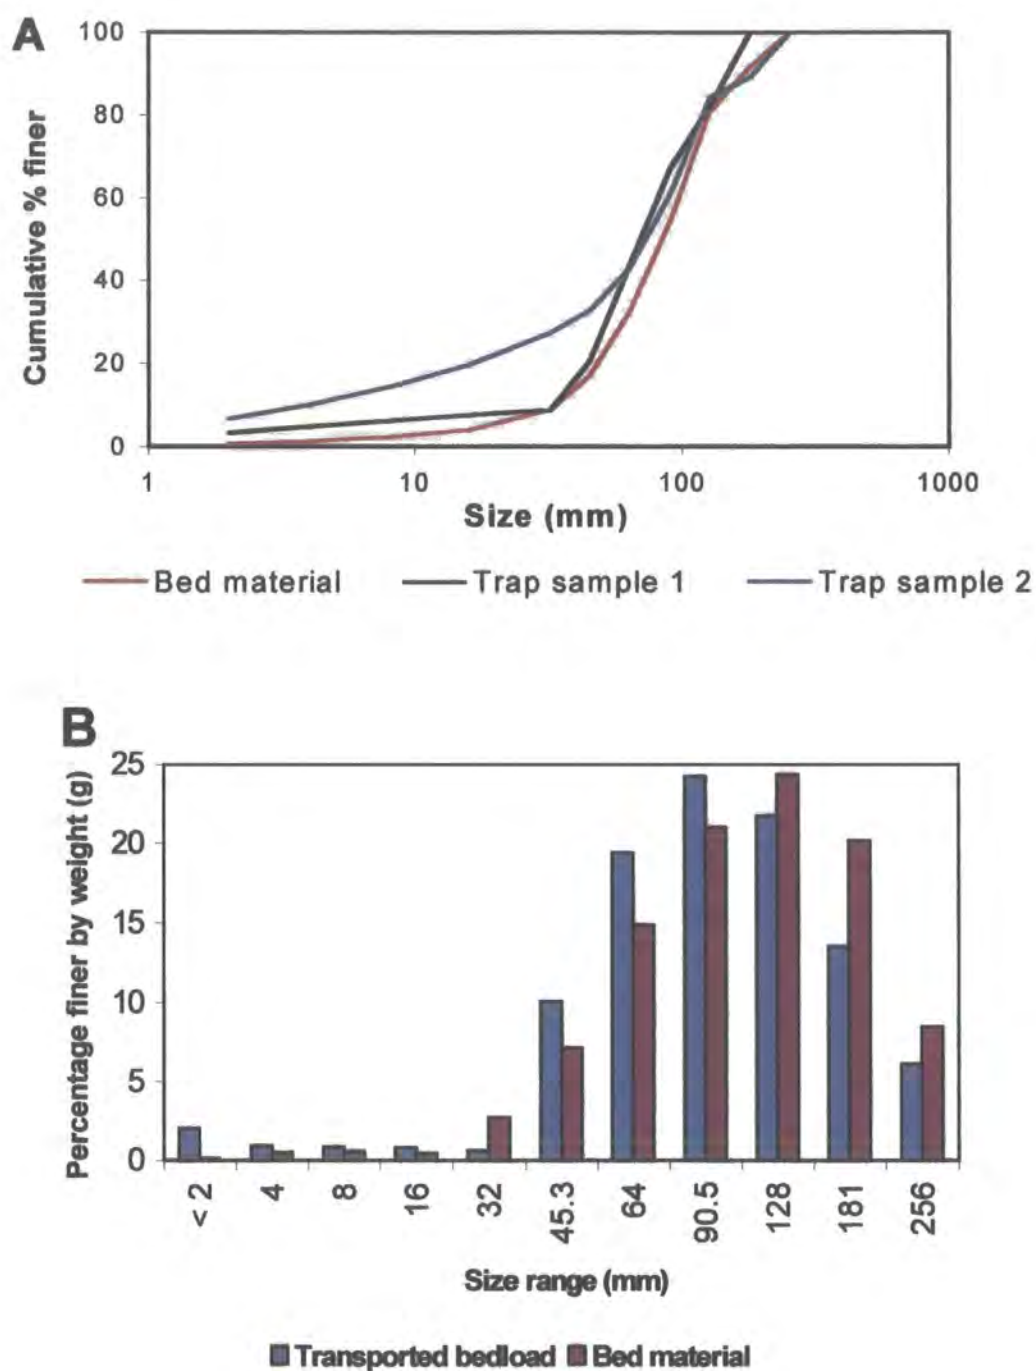 A
100
80
60
40
20
0
Cumulative % finer
1 10 100 1000
Size (mm)
Bed material Trap sample 1 Trap sample 2
B
25
20
15
10
5
0
Percentage finer by weight (g)
< 2 4 8 16 32 45.3 64 90.5 128 181 256
Size range (mm)
Transported bedload Bed material